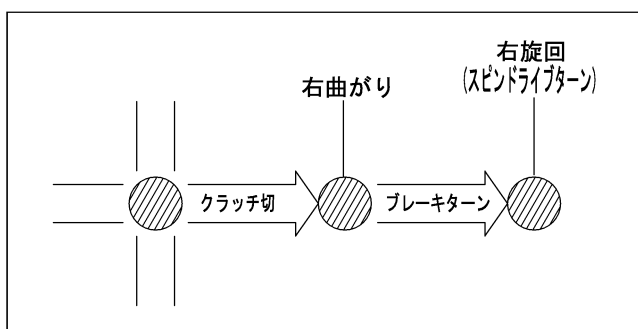 右旋回
(スピンドライブターン)
右曲がり
クラッチ切
ブレーキターン